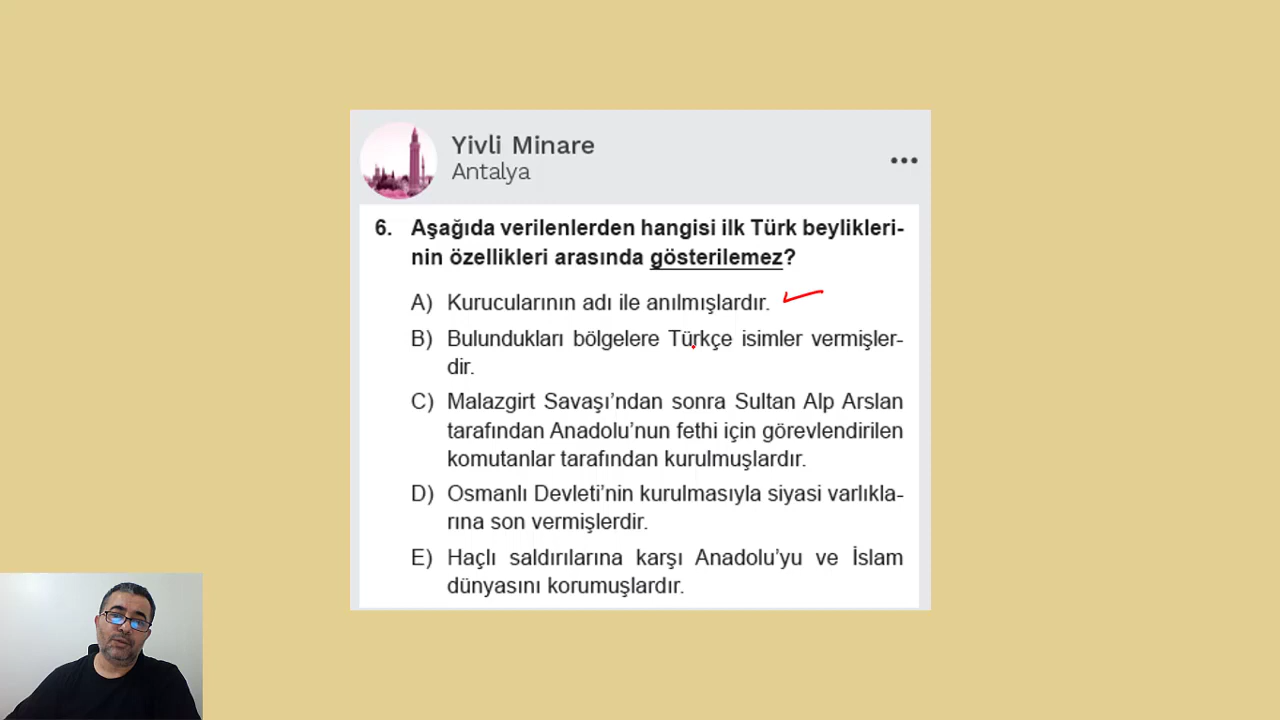 Yivli Minare
Antalya
6. Aşağıda verilenlerden hangisi ilk Türk beylikleri-
nin özellikleri arasında gösterilemez?
A) Kurucularının adı ile anılmışlardır.
B) Bulundukları bölgelere Türkçe isimler vermişler-
dir.
C) Malazgirt Savaşı’ndan sonra Sultan Alp Arslan
tarafından Anadolu’nun fethi için görevlendirilen
komutanlar tarafından kurulmuşlardır.
D) Osmanlı Devleti’nin kurulmasıyla siyasi varlıkla-
rına son vermişlerdir.
E) Haçlı saldırılarına karşı Anadolu’yu ve İslam
dünyasını korumuşlardır.